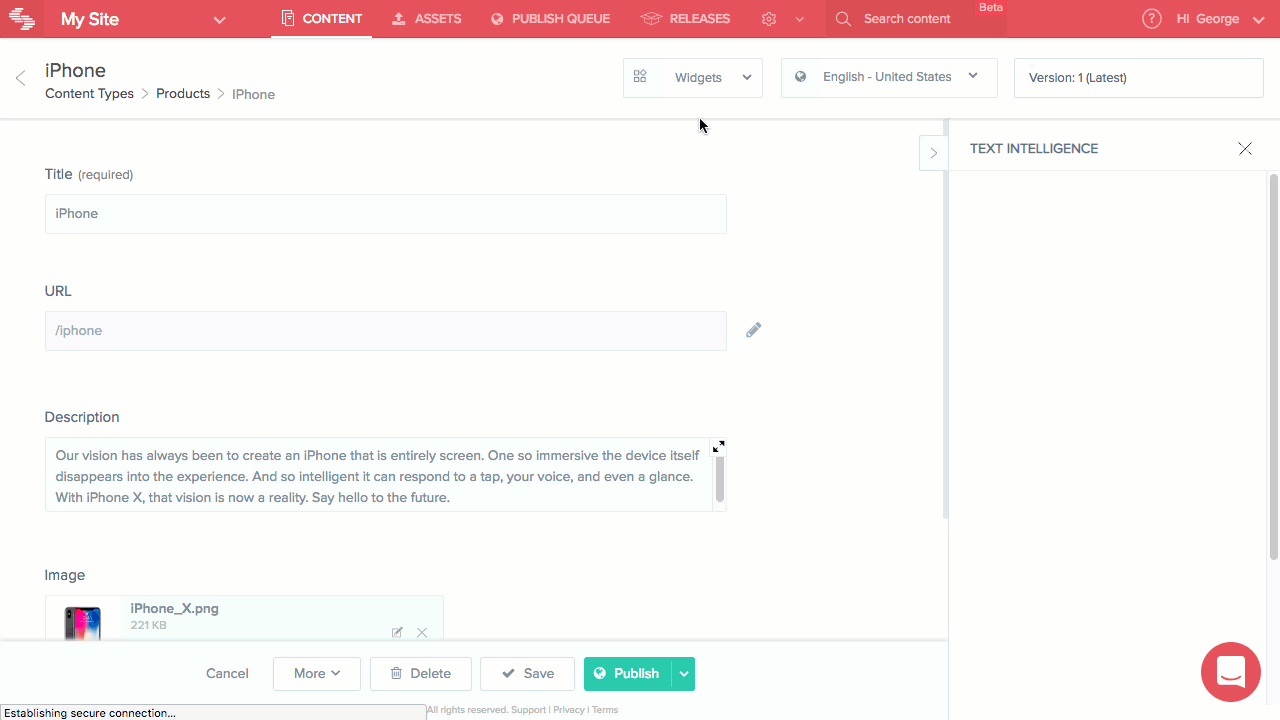 My Site CONTENT ASSETS PUBLISH QUEUE RELEASES Search content Beta ? Hi George
iPhone
Content Types > Products > IPhone
Widgets English - United States Version: 1 (Latest)
TEXT INTELLIGENCE
Title (required)
iPhone
URL
/iphone
Description
Our vision has always been to create an iPhone that is entirely screen. One so immersive the device itself
disappears into the experience. And so intelligent it can respond to a tap, your voice, and even a glance.
With iPhone X, that vision is now a reality. Say hello to the future.
Image
iPhone_X.png
221 KB
Cancel More Delete Save Publish
Establishing secure connection... All rights reserved. Support | Privacy | Terms